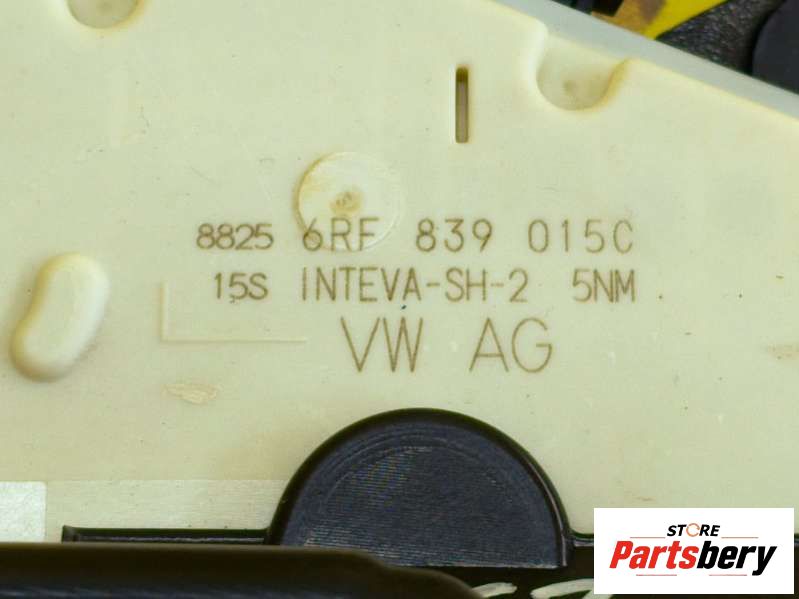 8825 6RF 839 015C
15S INTEVA-SH-2 5NM
VW AG
STORE
Partsbery